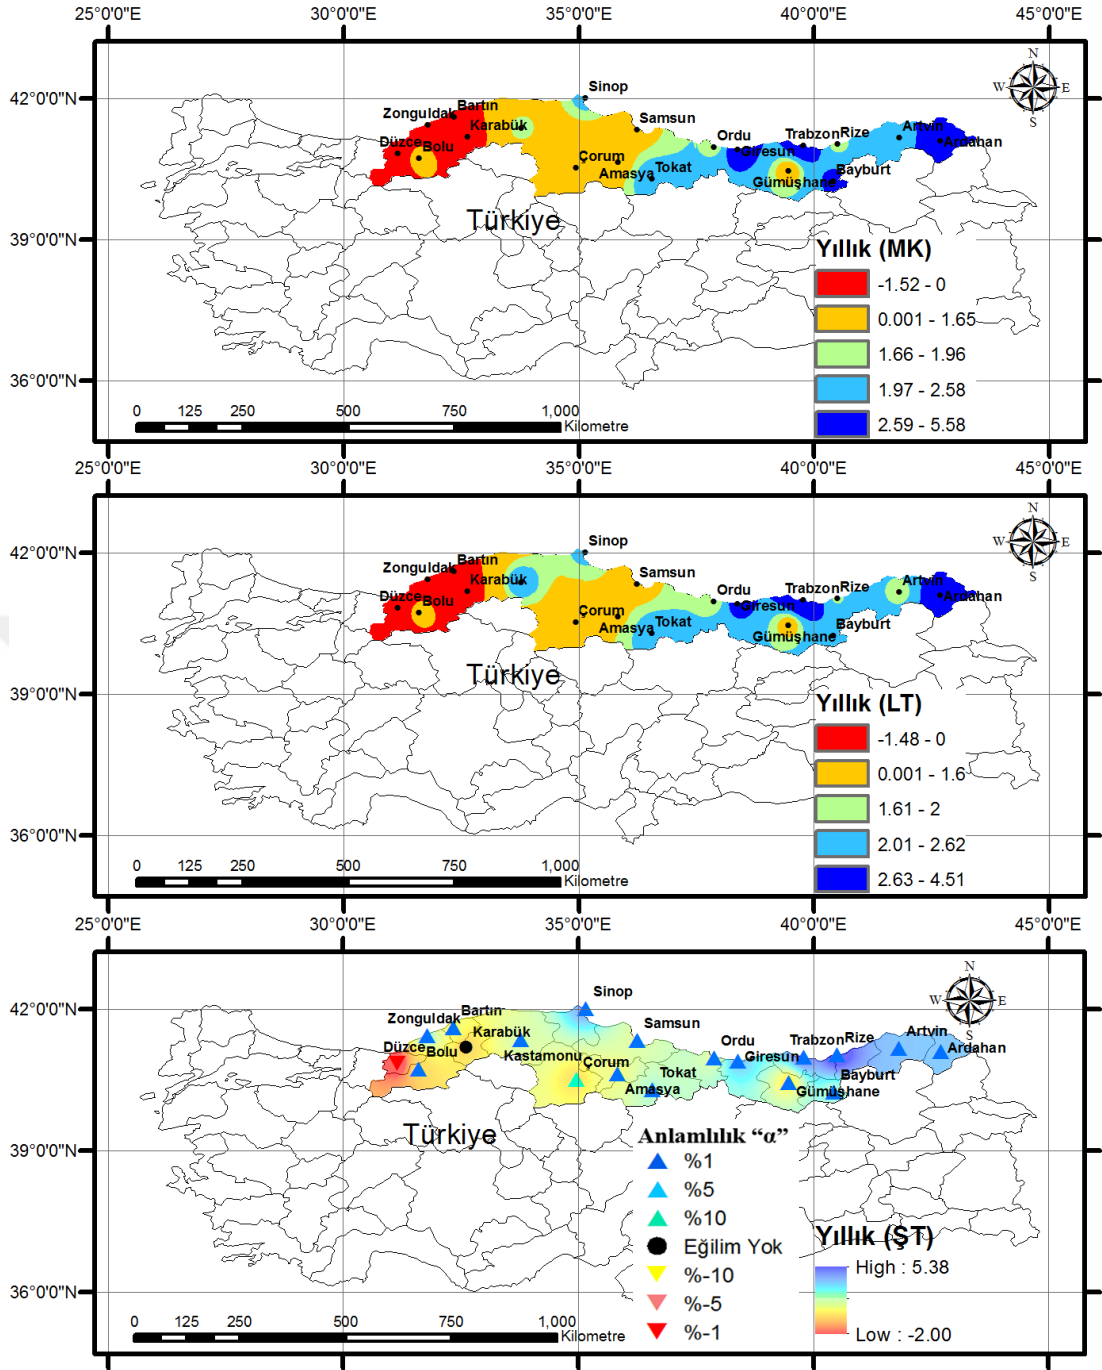 25°0'0"E 30°0'0"E 35°0'0"E 40°0'0"E 45°0'0"E
42°0'0"N
39°0'0"N
36°0'0"N
N
W E
S
Sinop
Bartın
Zonguldak
Karabük
Samsun
Düzce
Bolu
Ordu
Trabzon
Rize
Artvin
Ardahan
Giresun
Çorum
Amasya
Tokat
Bayburt
Gümüşhane
Türkiye
Yıllık (MK)
-1.52 - 0
0.001 - 1.65
1.66 - 1.96
1.97 - 2.58
2.59 - 5.58
0 125 250 500 750 1,000
Kilometre
25°0'0"E 30°0'0"E 35°0'0"E 40°0'0"E 45°0'0"E
42°0'0"N
39°0'0"N
36°0'0"N
N
W E
S
Sinop
Bartın
Zonguldak
Karabük
Samsun
Düzce
Bolu
Ordu
Trabzon
Rize
Artvin
Ardahan
Giresun
Çorum
Amasya
Tokat
Bayburt
Gümüşhane
Türkiye
Yıllık (LT)
-1.48 - 0
0.001 - 1.6
1.61 - 2
2.01 - 2.62
2.63 - 4.51
0 125 250 500 750 1,000
Kilometre
25°0'0"E 30°0'0"E 35°0'0"E 40°0'0"E 45°0'0"E
42°0'0"N
39°0'0"N
36°0'0"N
N
W E
S
Sinop
Bartın
Zonguldak
Karabük
Samsun
Düzce
Bolu
Kastamonu
Ordu
Trabzon
Rize
Artvin
Ardahan
Giresun
Çorum
Amasya
Tokat
Bayburt
Gümüşhane
Türkiye
Anlamlılık “α”
%1
%5
%10
Eğilim Yok
%-10
%-5
%-1
Yıllık (ŞT)
High : 5.38
Low : -2.00
0 125 250 500 750 1,000
Kilometre